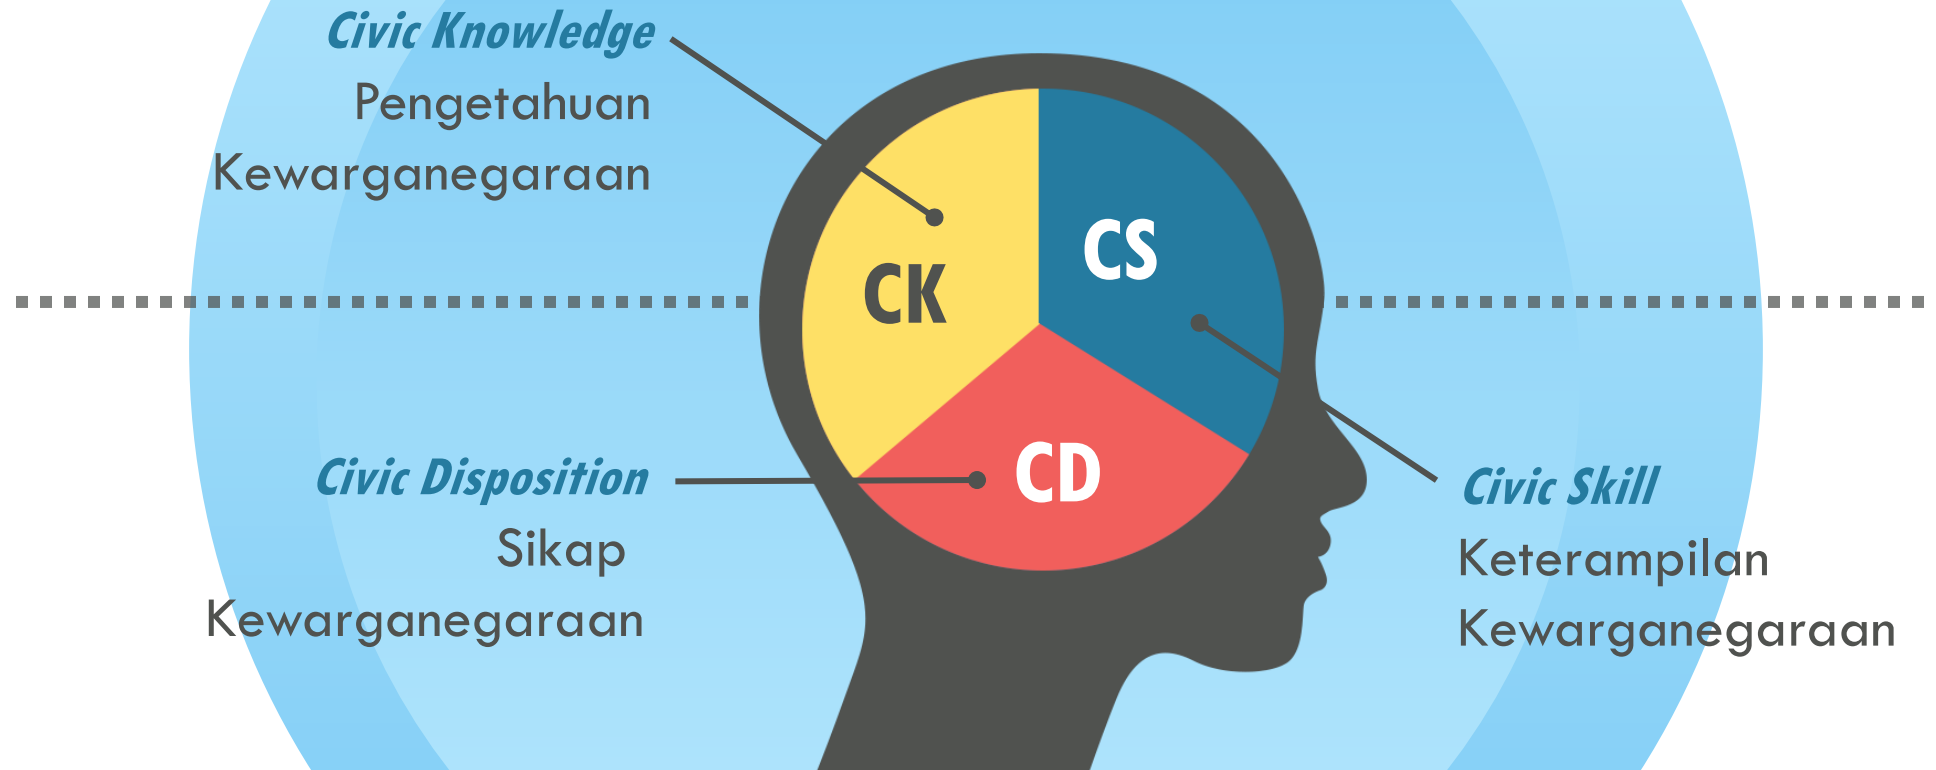 Civic Knowledge
Pengetahuan
Kewarganegaraan
CK
CS
CD
Civic Disposition
Sikap
Kewarganegaraan
Civic Skill
Keterampilan
Kewarganegaraan